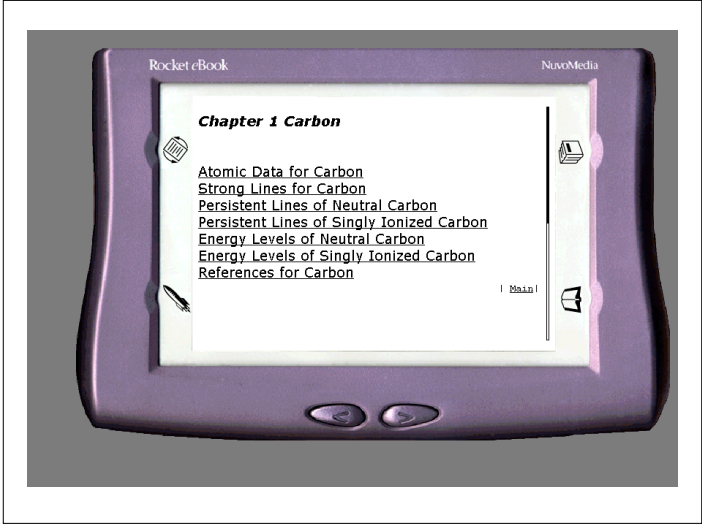 Rocket eBook
NuvoMedia
Chapter 1 Carbon
Atomic Data for Carbon
Strong Lines for Carbon
Persistent Lines of Neutral Carbon
Persistent Lines of Singly Ionized Carbon
Energy Levels of Neutral Carbon
Energy Levels of Singly Ionized Carbon
References for Carbon
| Main|